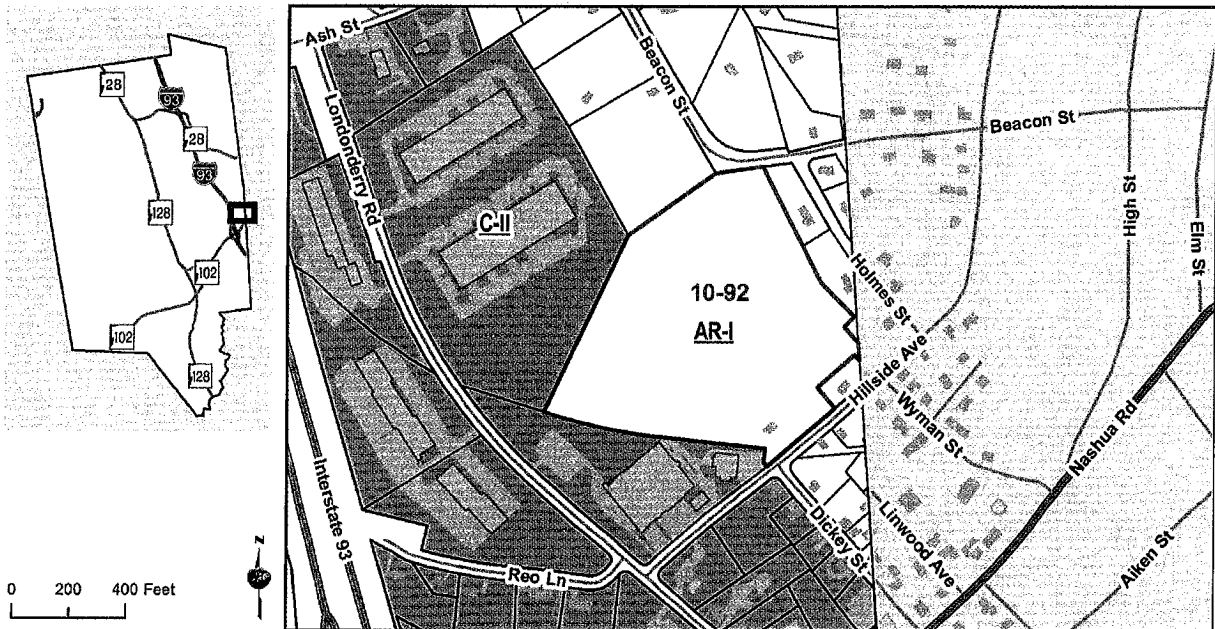 28
93
28
93
128
102
102
128
0 200 400 Feet
Ash St
Londonderry Rd
Beacon St
Beacon St
High St
Elm St
C-II
10-92
AR-I
Holmes St
Hillside Ave
Wyman St
Nashua Rd
Interstate 93
Reo Ln
Dickey St
Linwood Ave
Aiken St